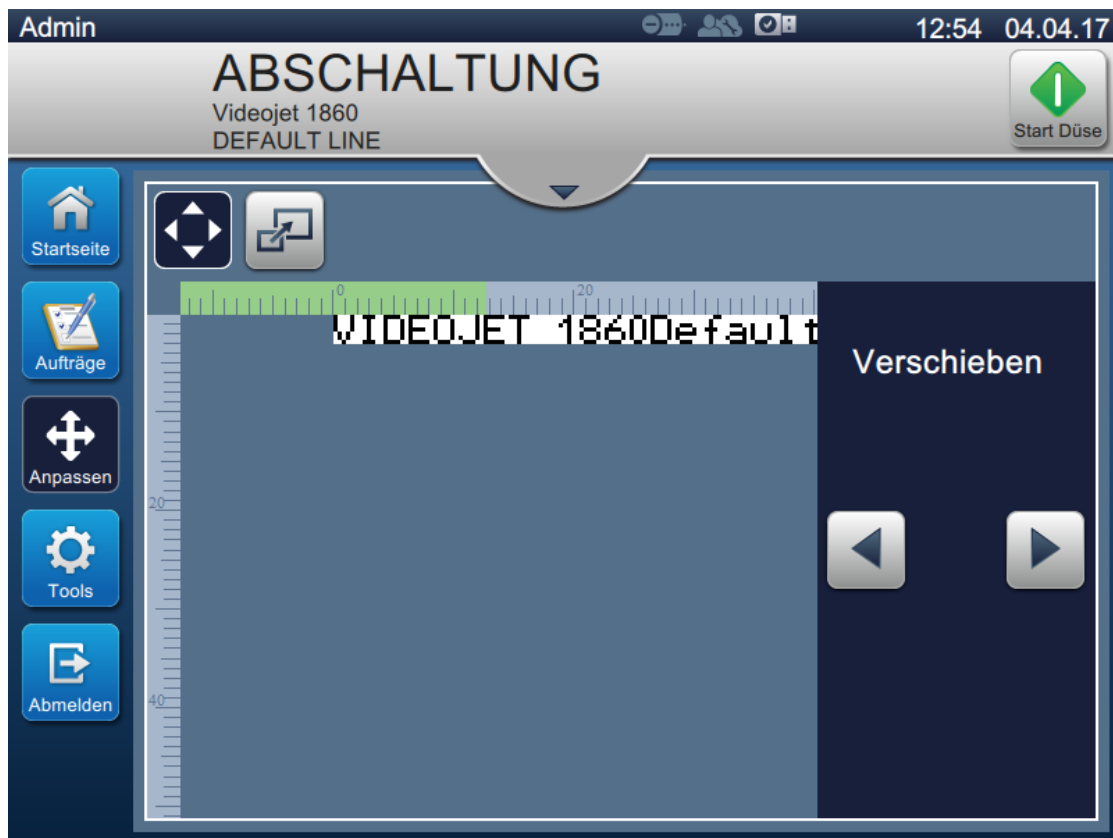 Admin 12:54 04.04.17
ABSCHALTUNG
Videojet 1860
DEFAULT LINE
Start Düse
Startseite
Aufträge
Anpassen
Tools
Abmelden
0 20
VIDEOJET 1860Default
20
40
Verschieben